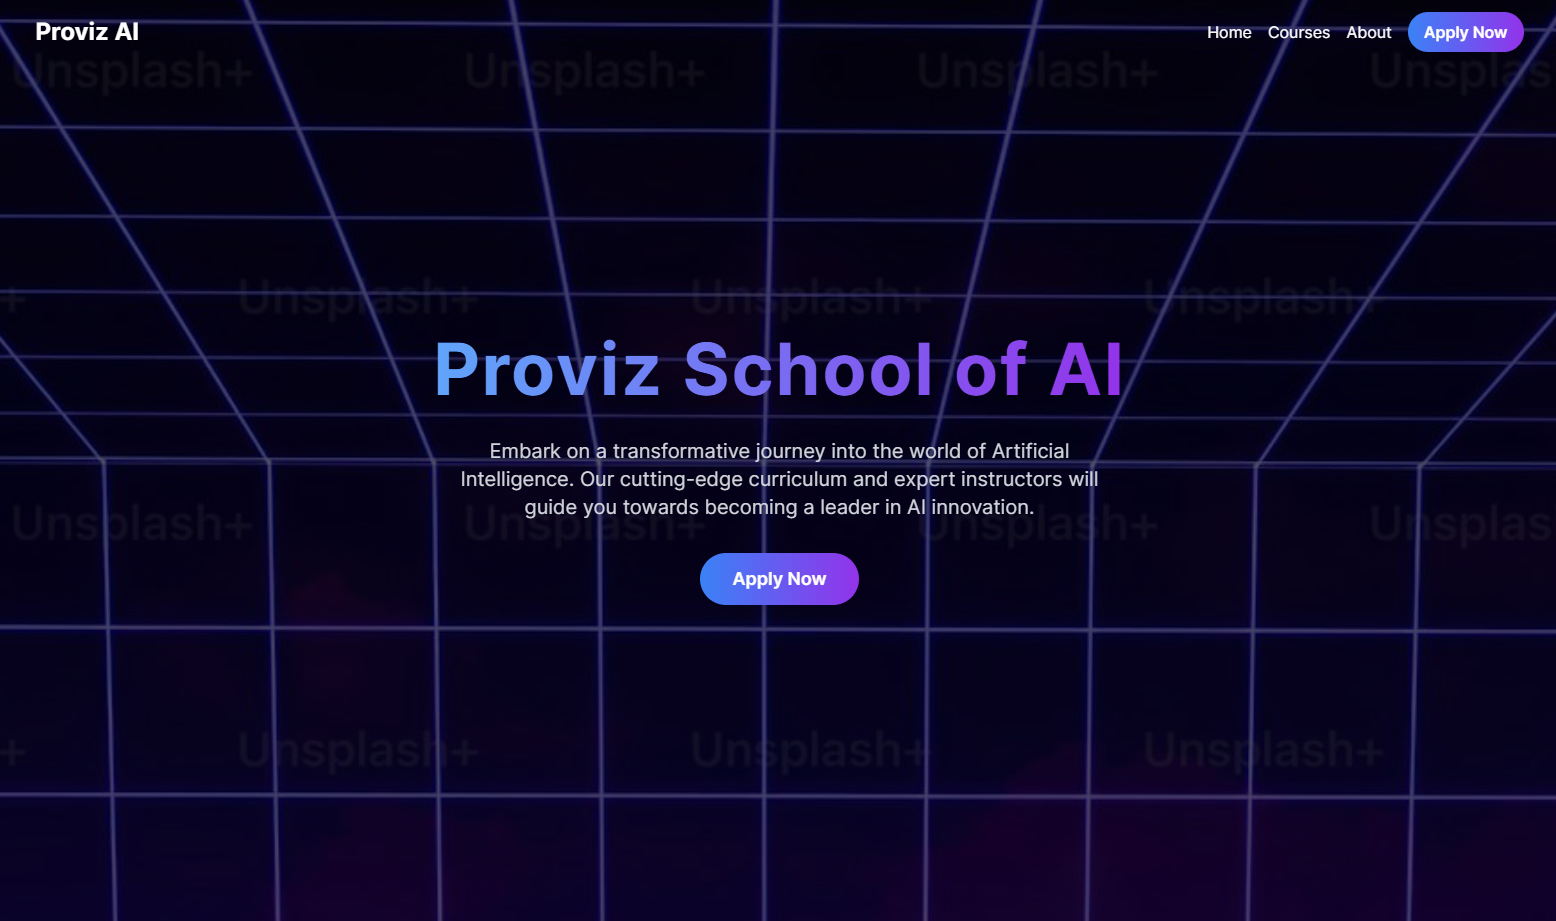 Proviz AI
Home Courses About Apply Now
Unsplash+ Unsplash+ Unsplash+ Unsplas
+ Unsplash+ Unsplash+ Unsplash+
Proviz School of AI
Embark on a transformative journey into the world of Artificial
Intelligence. Our cutting-edge curriculum and expert instructors will
guide you towards becoming a leader in AI innovation.
Unsplash+ Unsplash+ Unsplash+ Unsplas
Apply Now
+ Unsplash+ Unsplash+ Unsplash+